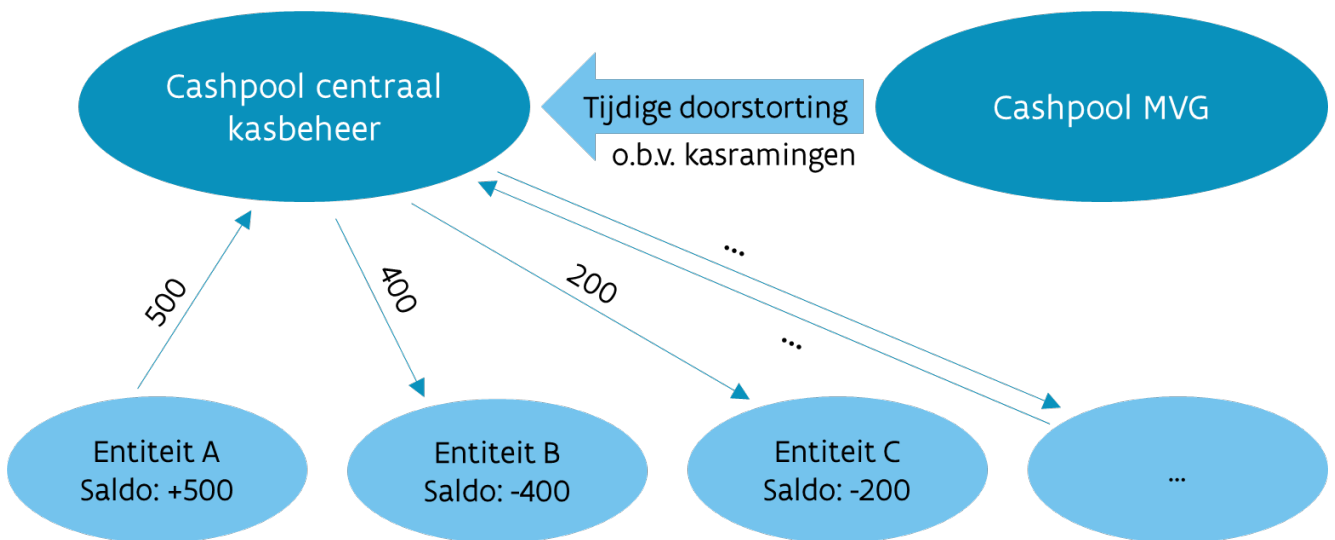 Cashpool centraal
kasbeheer
Tijdige doorstorting
o.b.v. kasramingen
Cashpool MVG
500
400
200
...
...
Entiteit A
Saldo: +500
Entiteit B
Saldo: -400
Entiteit C
Saldo: -200
...